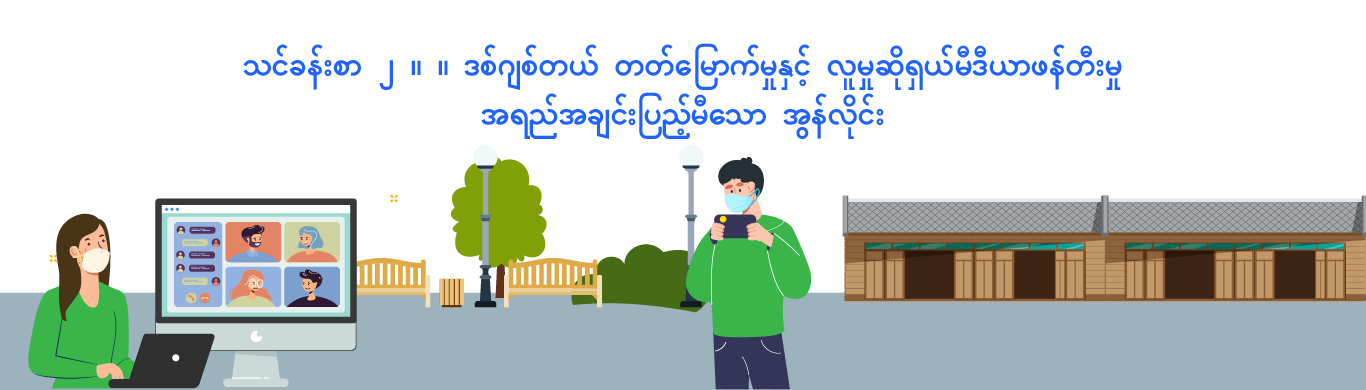 သင်ခန်းစာ ၂ ။ ။ ဒစ်ဂျစ်တယ် တတ်မြောက်မှုနှင့် လူမှုဆိုရှယ်မီဒီယာဖန်တီးမှု
အရည်အချင်းပြည့်မီသော အွန်လိုင်း